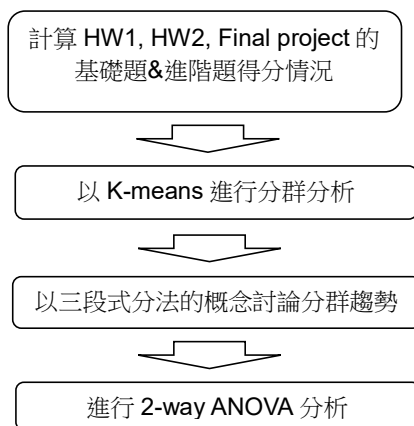 計算 HW1, HW2, Final project 的
基礎題&進階題得分情況
以 K-means 進行分群分析
以三段式分法的概念討論分群趨勢
進行 2-way ANOVA 分析